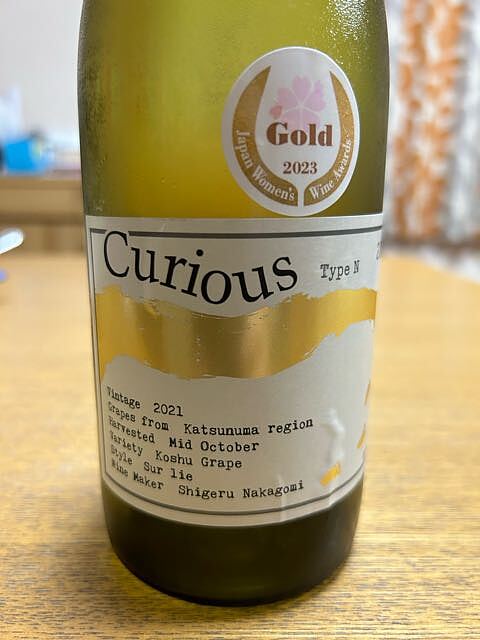 Gold
2023
Japan Women's Wine Awards
Curious Type N
Vintage 2021
Grapes from Katsunuma region
Harvested Mid October
Variety Koshu Grape
Style Sur lie
Wine Maker Shigeru Nakagomi